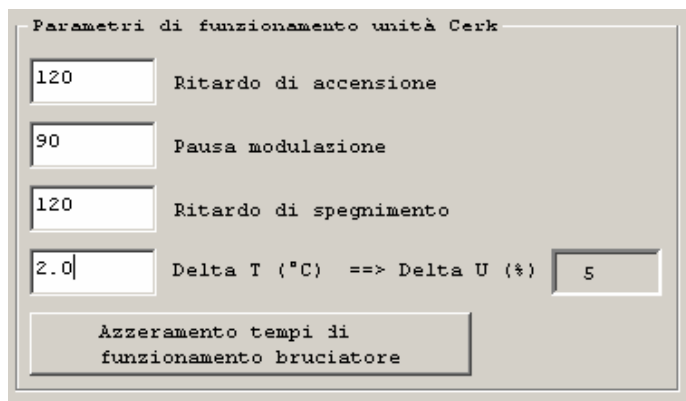 Parametri di funzionamento unità Cerk
120 Ritardo di accensione
90 Pausa modulazione
120 Ritardo di spegnimento
2.0 Delta T (°C) ==> Delta U (%) 5
Azzeramento tempi di
funzionamento bruciatore